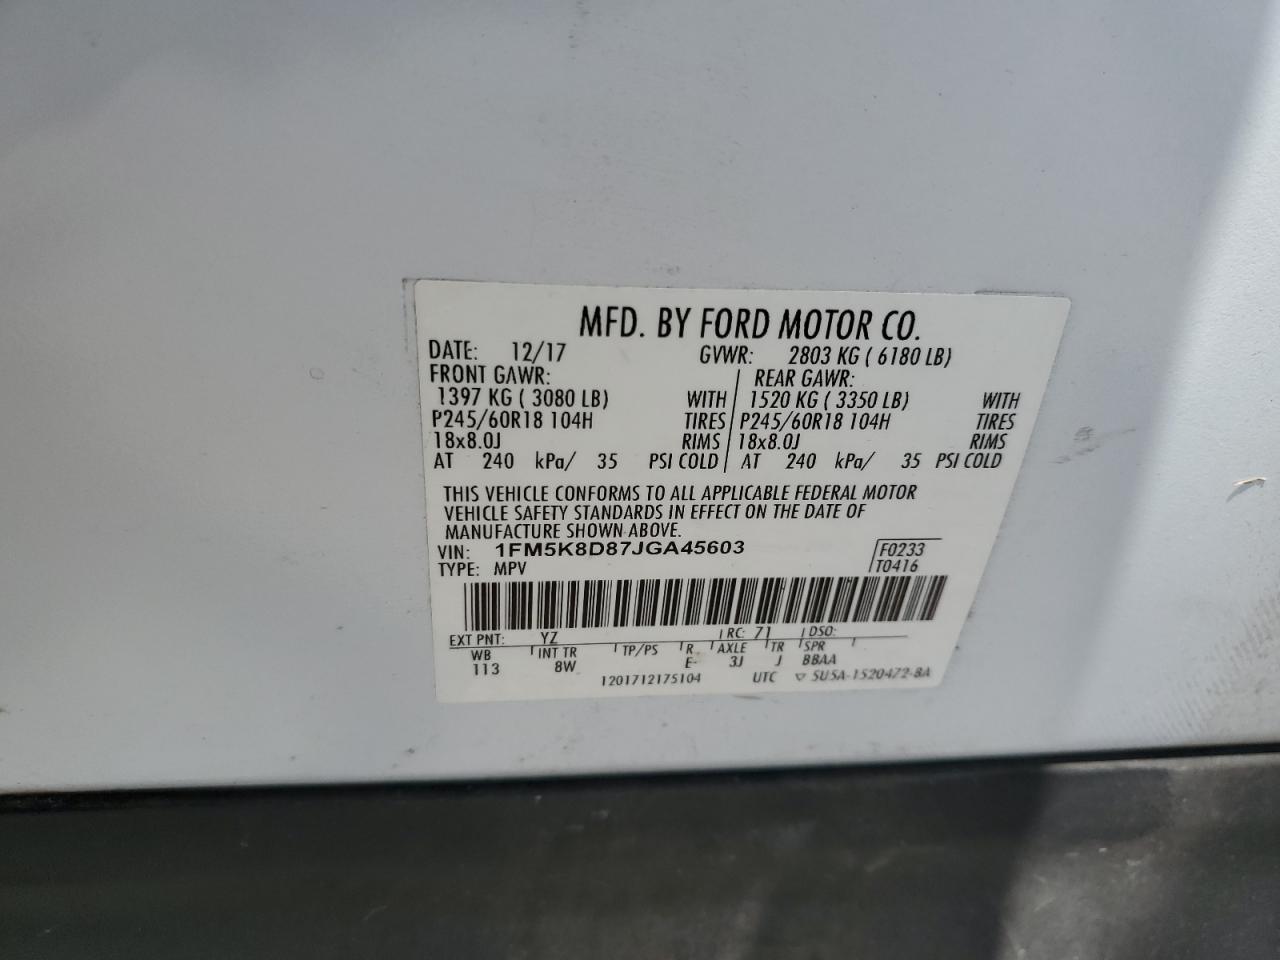 MFD. BY FORD MOTOR CO.
DATE: 12/17 GVWR: 2803 KG ( 6180 LB)
FRONT GAWR: REAR GAWR:
1397 KG ( 3080 LB) WITH 1520 KG ( 3350 LB) WITH
P245/60R18 104H TIRES P245/60R18 104H TIRES
18x8.0J RIMS 18x8.0J RIMS
AT 240 kPa/ 35 PSI COLD AT 240 kPa/ 35 PSI COLD
THIS VEHICLE CONFORMS TO ALL APPLICABLE FEDERAL MOTOR
VEHICLE SAFETY STANDARDS IN EFFECT ON THE DATE OF
MANUFACTURE SHOWN ABOVE.
VIN: 1FM5K8D87JGA45603 F0233
TYPE: MPV T0416
EXT PNT: YZ RC: 71 DSO:
WB INT TR TP/PS R AXLE TR SPR
113 8W E- 3J J BBAA
1201712175104 UTC ▽ 5U5A-1520472-BA